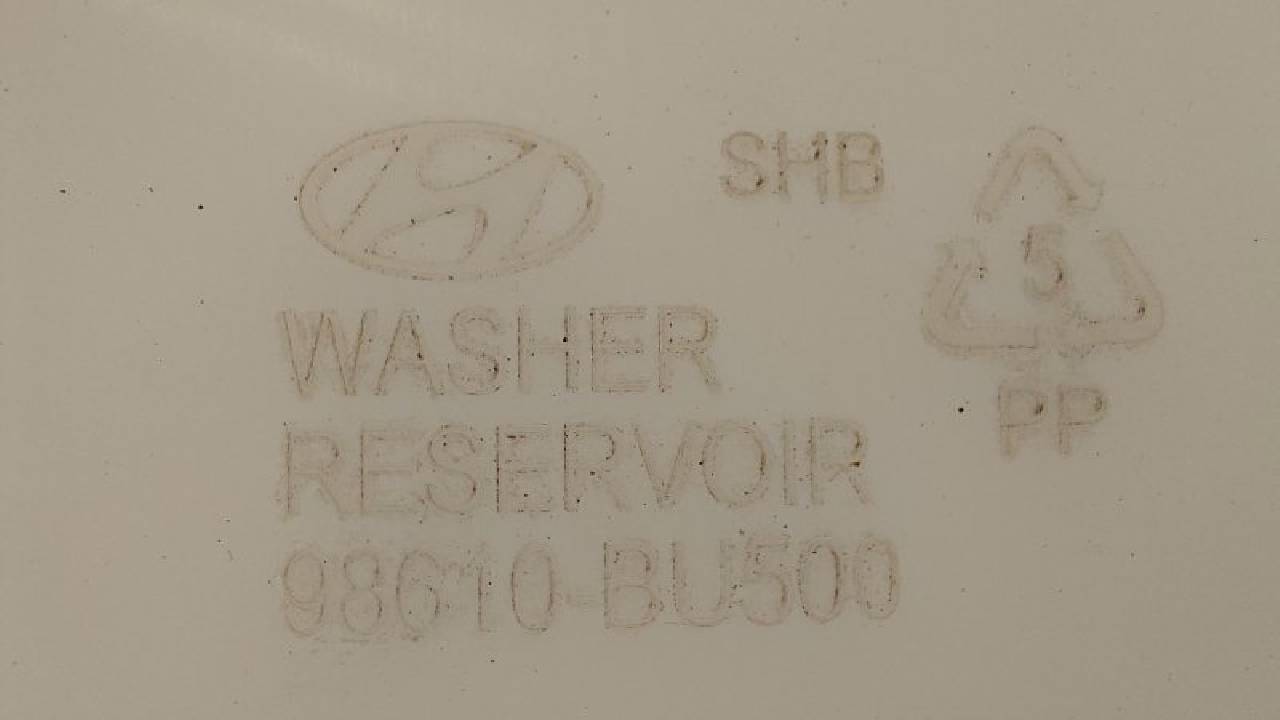 SHB
5
PP
WASHER
RESERVOIR
98610-BU500